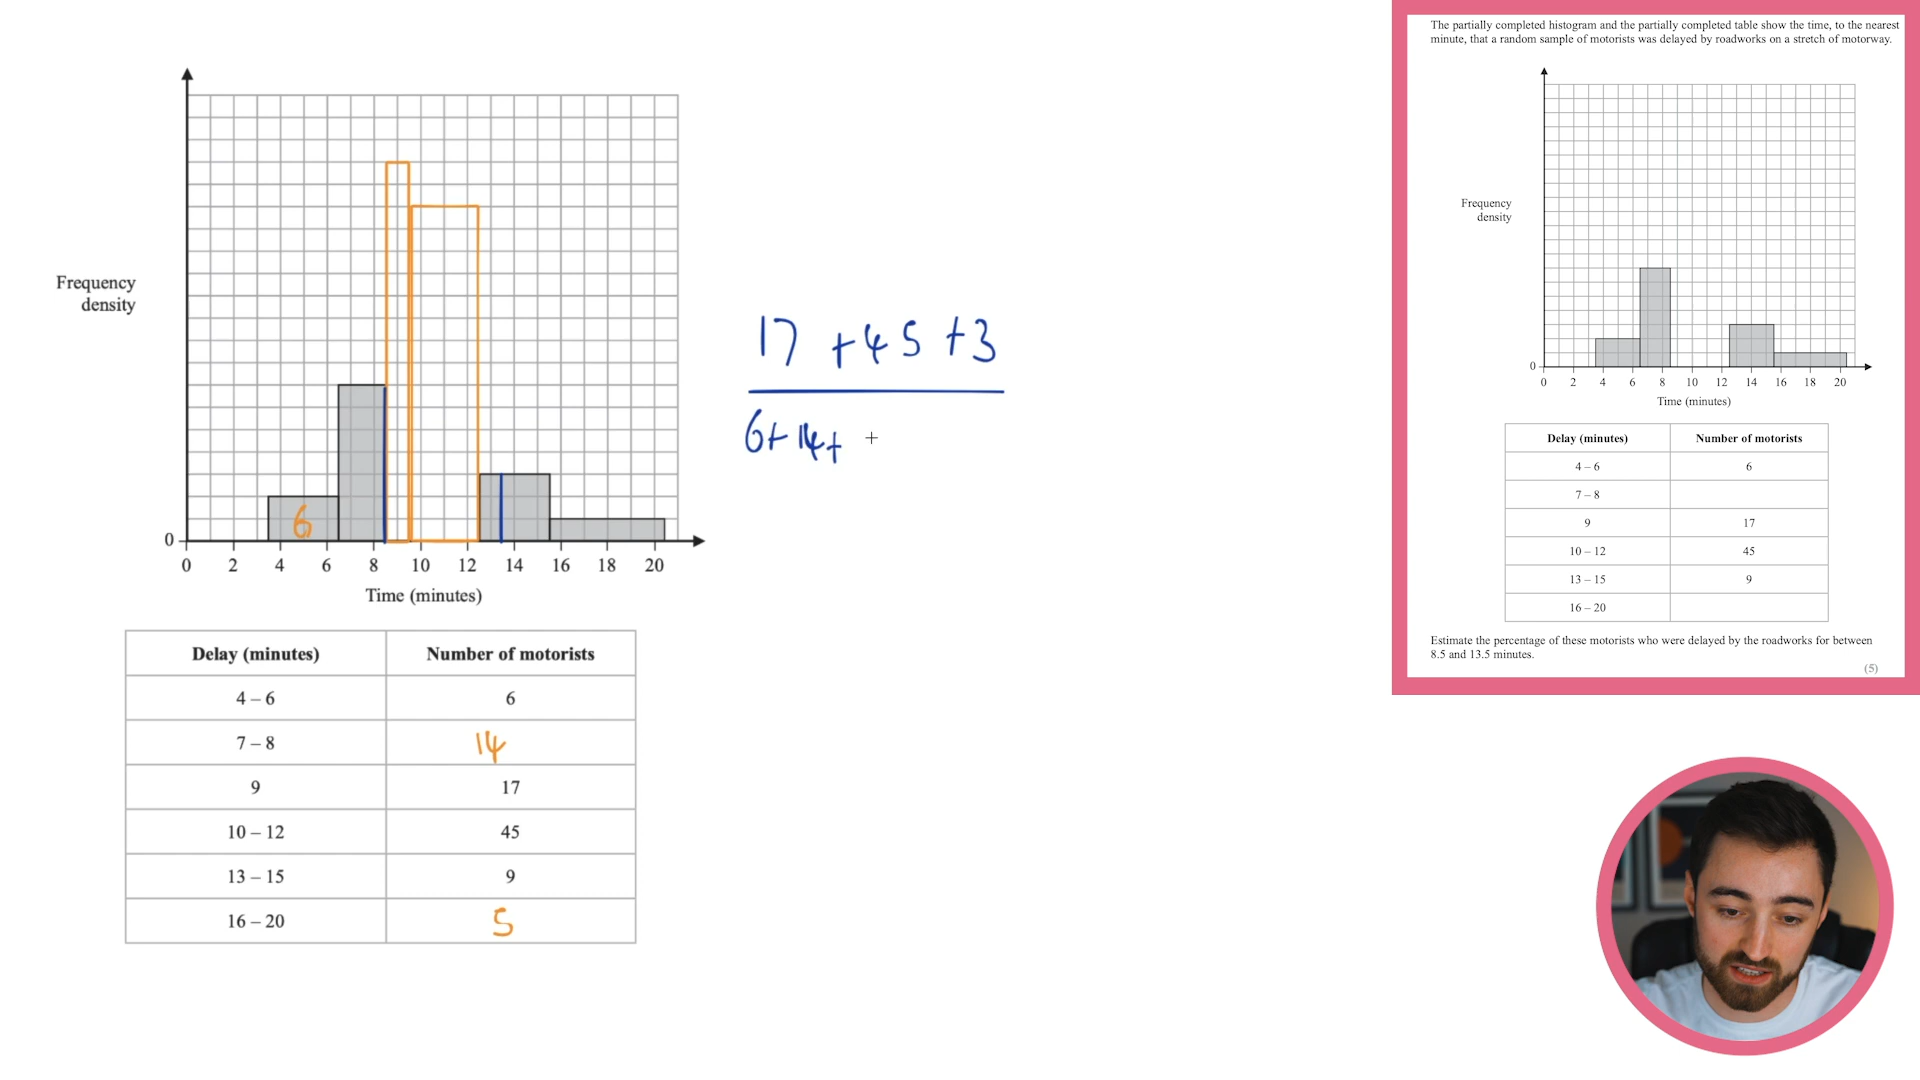 Frequency
density
0
0 2 4 6 8 10 12 14 16 18 20
Time (minutes)
6
Delay (minutes) Number of motorists
4 – 6 6
7 – 8 14
9 17
10 – 12 45
13 – 15 9
16 – 20 5
17 + 45 + 3
6+ 14+
The partially completed histogram and the partially completed table show the time, to the nearest
minute, that a random sample of motorists was delayed by roadworks on a stretch of motorway.
Frequency
density
0
0 2 4 6 8 10 12 14 16 18 20
Time (minutes)
Delay (minutes) Number of motorists
4 – 6 6
7 – 8
9 17
10 – 12 45
13 – 15 9
16 – 20
Estimate the percentage of these motorists who were delayed by the roadworks for between
8.5 and 13.5 minutes.
(5)